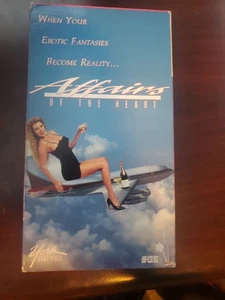 When Your
Erotic Fantasies
Become Reality...
Affairs
OF THE HEART